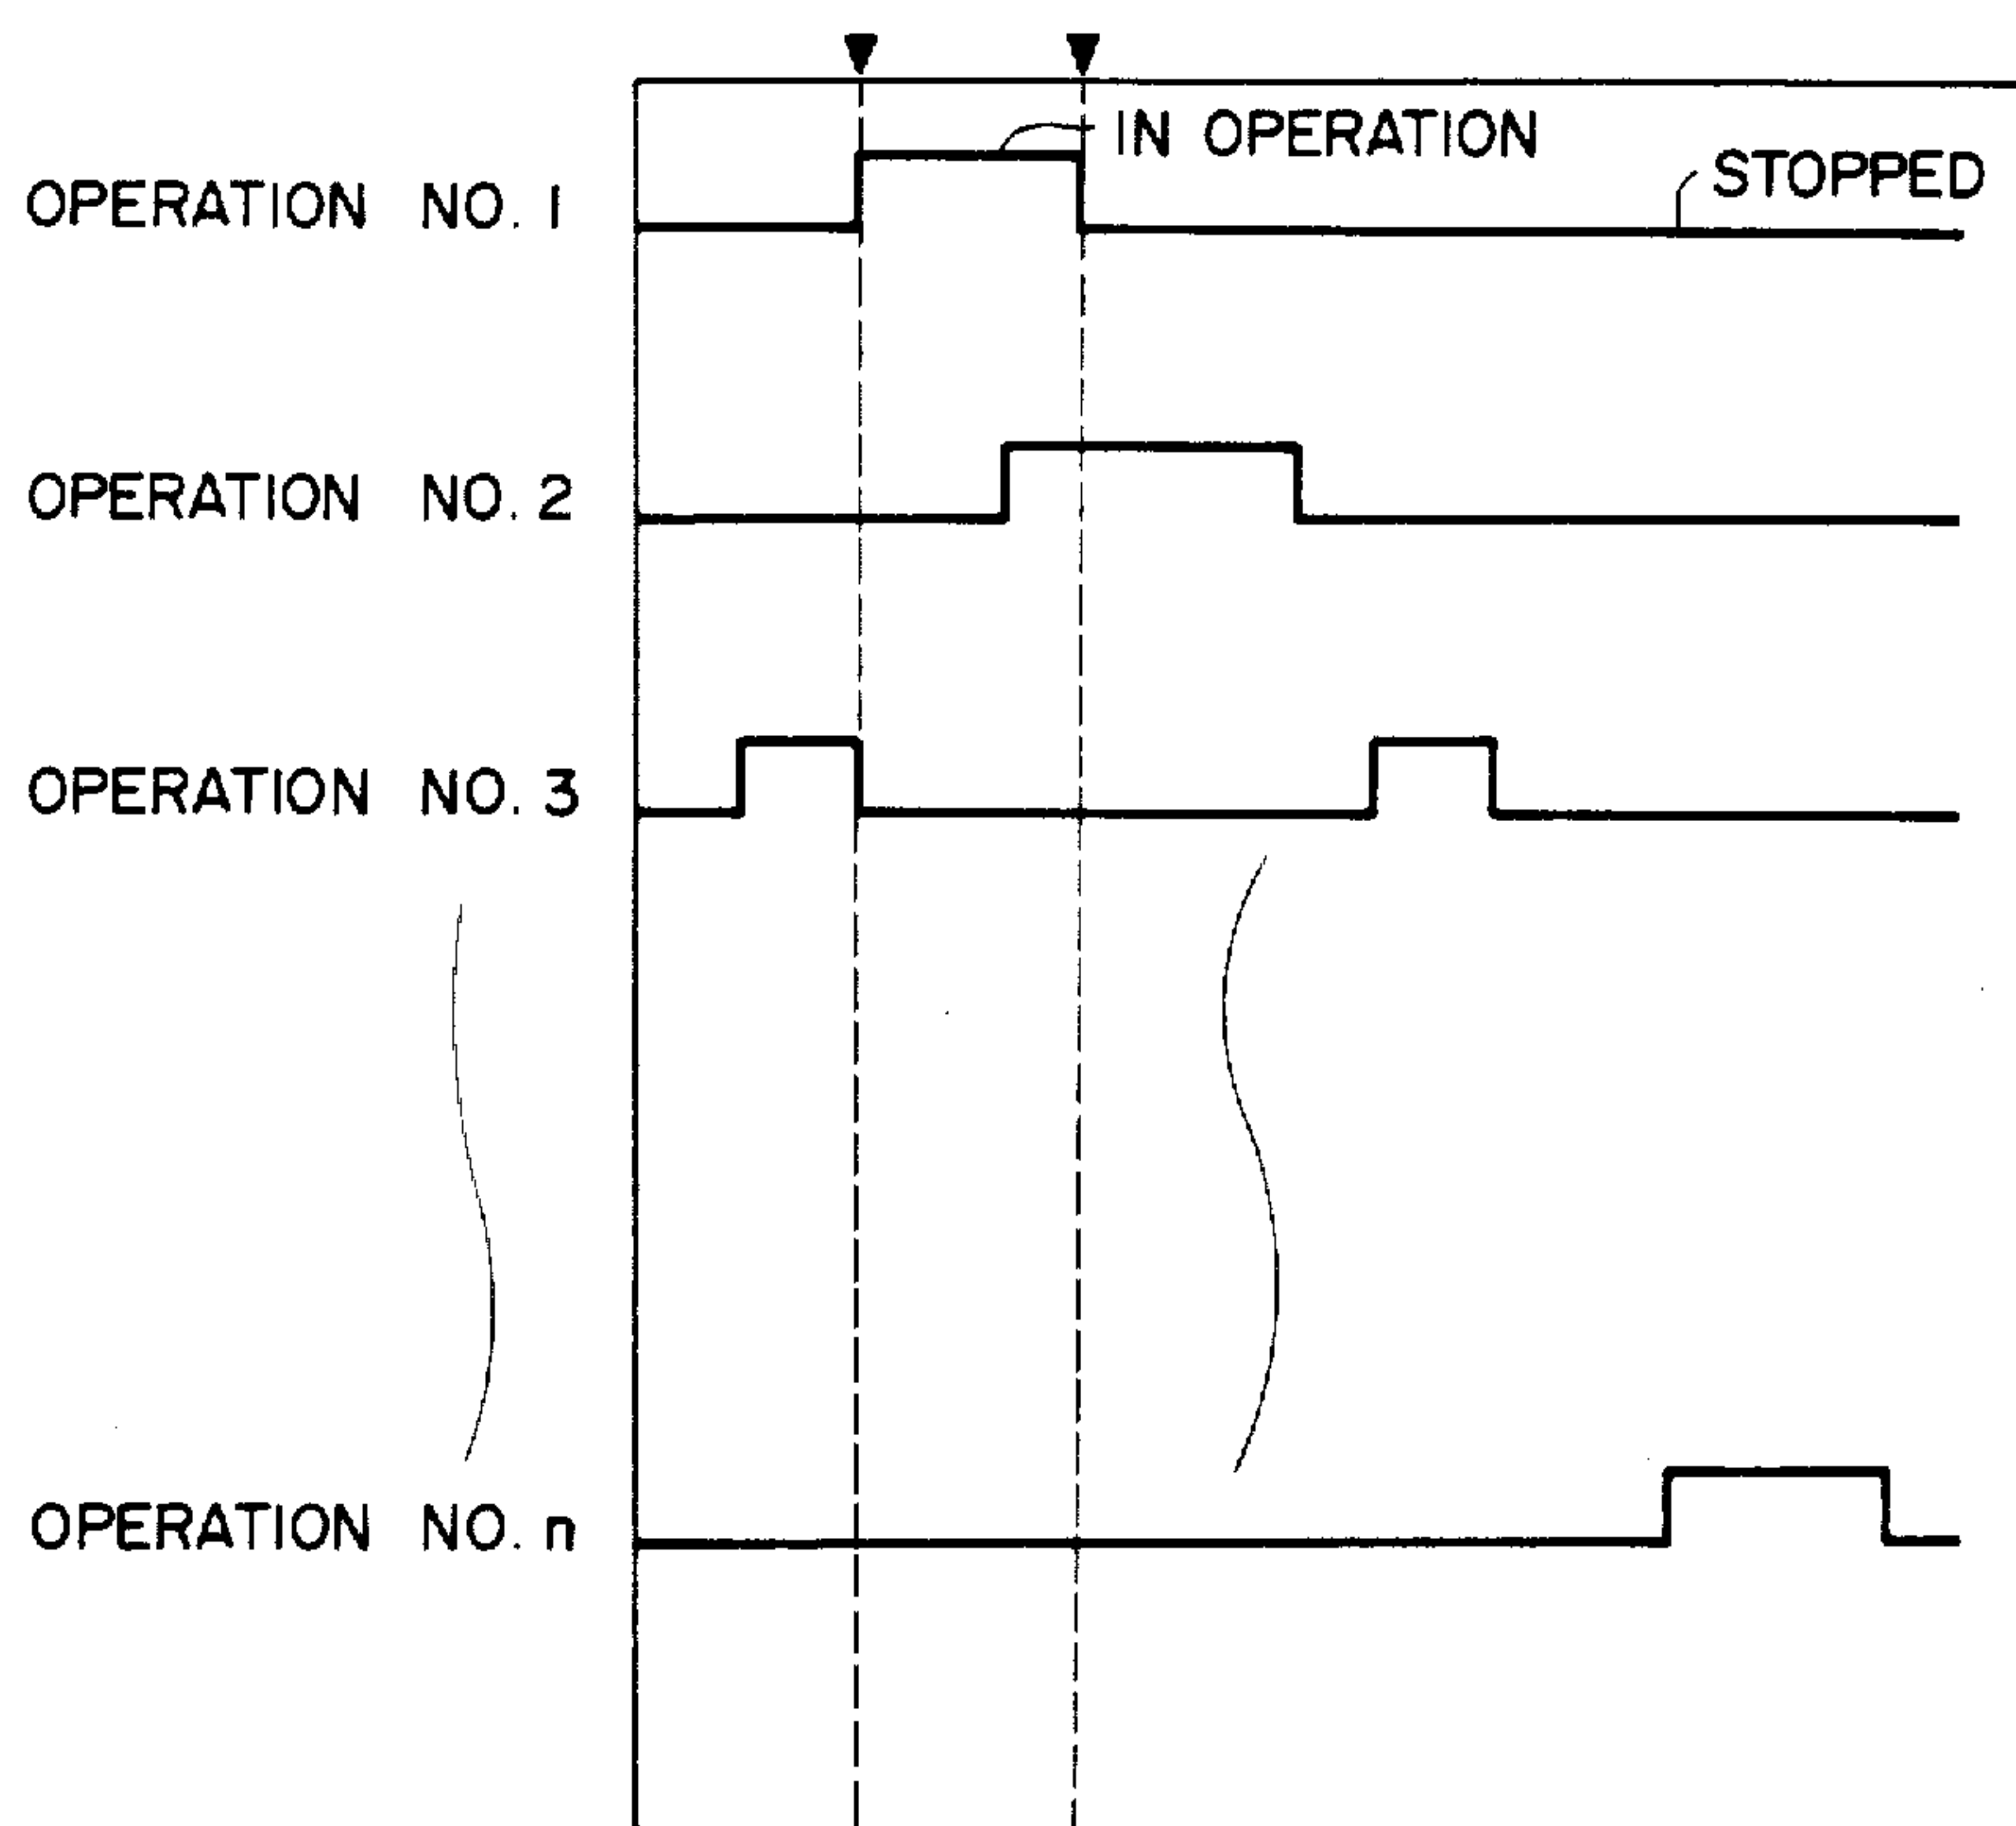 IN OPERATION
STOPPED
OPERATION NO. 1
OPERATION NO. 2
OPERATION NO. 3
OPERATION NO. n